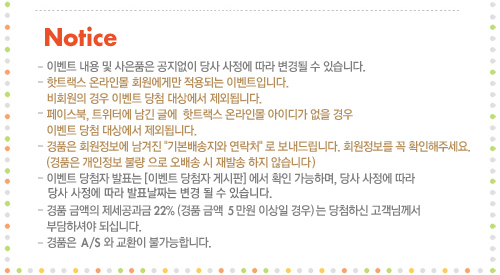 Notice
- 이벤트 내용 및 사은품은 공지없이 당사 사정에 따라 변경될 수 있습니다.
- 핫트랙스 온라인몰 회원에게만 적용되는 이벤트입니다.
비회원의 경우 이벤트 당첨 대상에서 제외됩니다.
- 페이스북, 트위터에 남긴 글에 핫트랙스 온라인몰 아이디가 없을 경우
이벤트 당첨 대상에서 제외됩니다.
- 경품은 회원정보에 남겨진 "기본배송지와 연락처" 로 보내드립니다. 회원정보를 꼭 확인해주세요.
(경품은 개인정보 불량 으로 오배송 시 재발송 하지 않습니다)
- 이벤트 당첨자 발표는 [이벤트 당첨자 게시판] 에서 확인 가능하며, 당사 사정에 따라
당사 사정에 따라 발표날짜는 변경 될 수 있습니다.
- 경품 금액의 제세공과금 22% (경품 금액 5 만원 이상일 경우) 는 당첨하신 고객님께서
부담하셔야 되십니다.
- 경품은 A/S 와 교환이 불가능합니다.